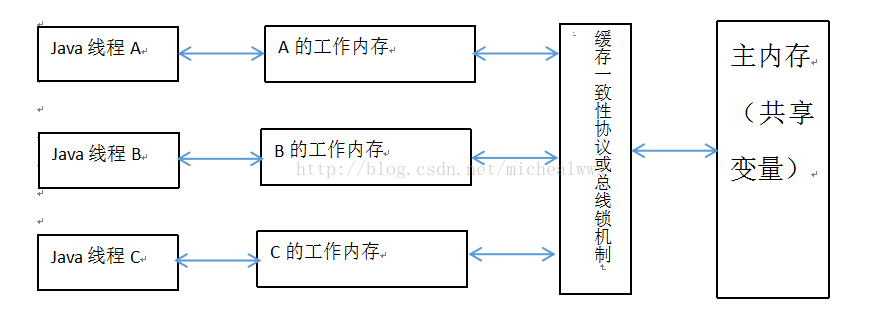 Java 线程 A
A 的工作内存
缓存一致性协议或总线锁机制
主内存
（共享
变量）
Java 线程 B
B 的工作内存
http://blog.csdn.net/michealww
Java 线程 C
C 的工作内存